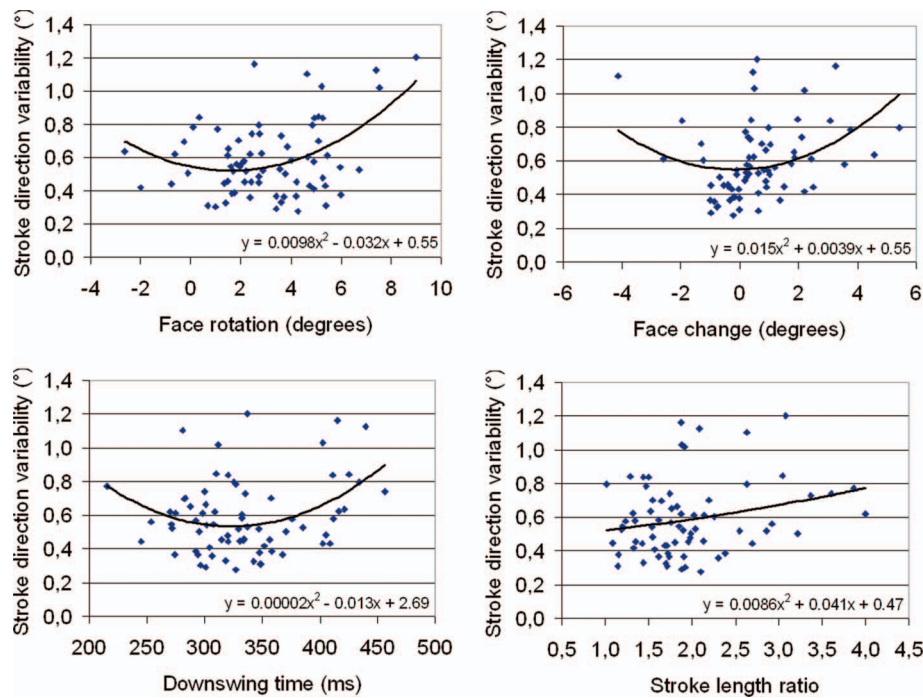 Stroke direction variability (°)
1,4
1,2
1,0
0,8
0,6
0,4
0,2
0,0
y = 0.0098x² - 0.032x + 0.55
-4 -2 0 2 4 6 8 10
Face rotation (degrees)
Stroke direction variability (°)
1,4
1,2
1,0
0,8
0,6
0,4
0,2
0,0
y = 0.015x² + 0.0039x + 0.55
-6 -4 -2 0 2 4 6
Face change (degrees)
Stroke direction variability (°)
1,4
1,2
1,0
0,8
0,6
0,4
0,2
0,0
y = 0.00002x² - 0.013x + 2.69
200 250 300 350 400 450 500
Downswing time (ms)
Stroke direction variability (°)
1,4
1,2
1,0
0,8
0,6
0,4
0,2
0,0
y = 0.0086x² + 0.041x + 0.47
0,5 1,0 1,5 2,0 2,5 3,0 3,5 4,0 4,5
Stroke length ratio